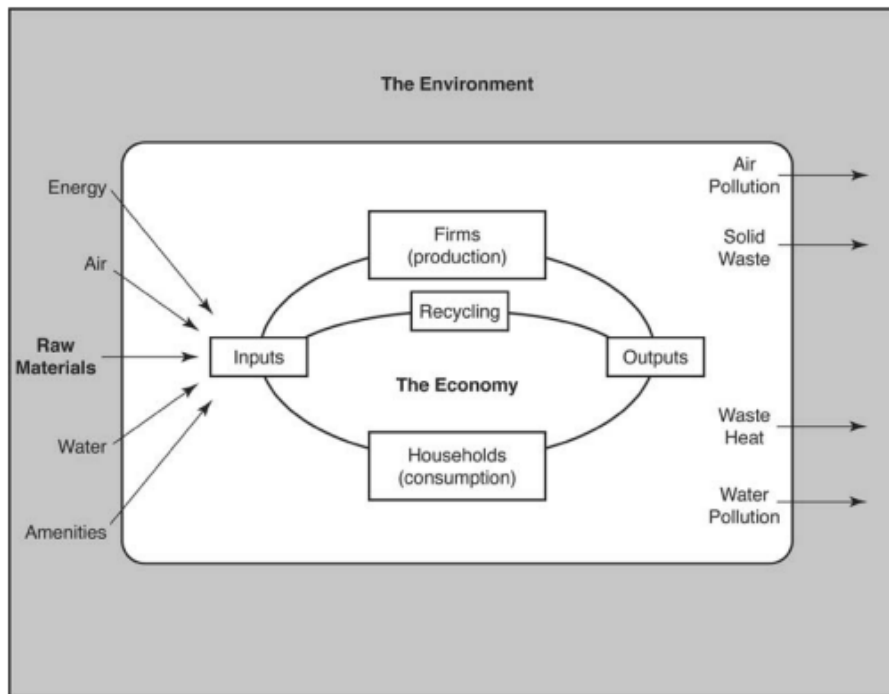 The Environment
Energy
Air
Raw
Materials
Water
Amenities
Inputs
Firms
(production)
Recycling
The Economy
Households
(consumption)
Outputs
Air
Pollution
Solid
Waste
Waste
Heat
Water
Pollution